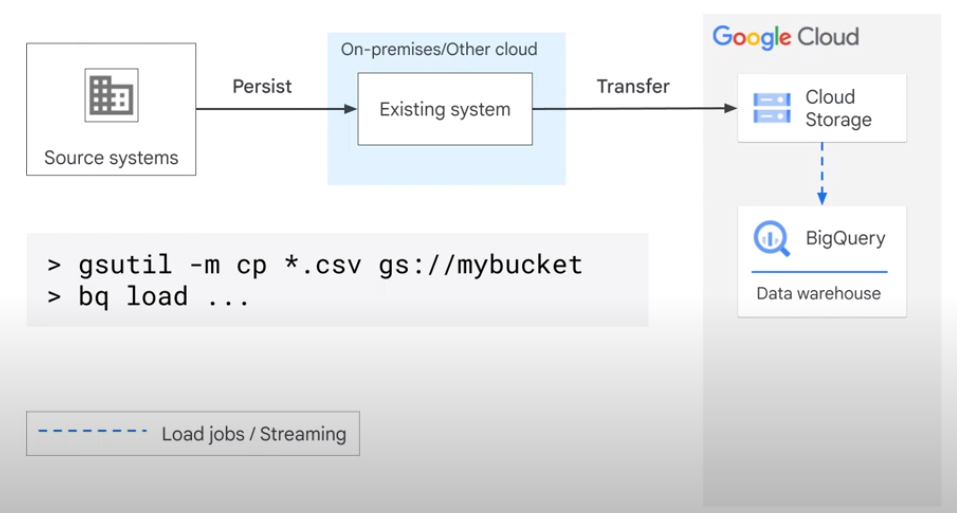 Source systems
Persist
On-premises/Other cloud
Existing system
Transfer
Google Cloud
Cloud
Storage
BigQuery
Data warehouse
> gsutil -m cp *.csv gs://mybucket
> bq load ...
Load jobs / Streaming